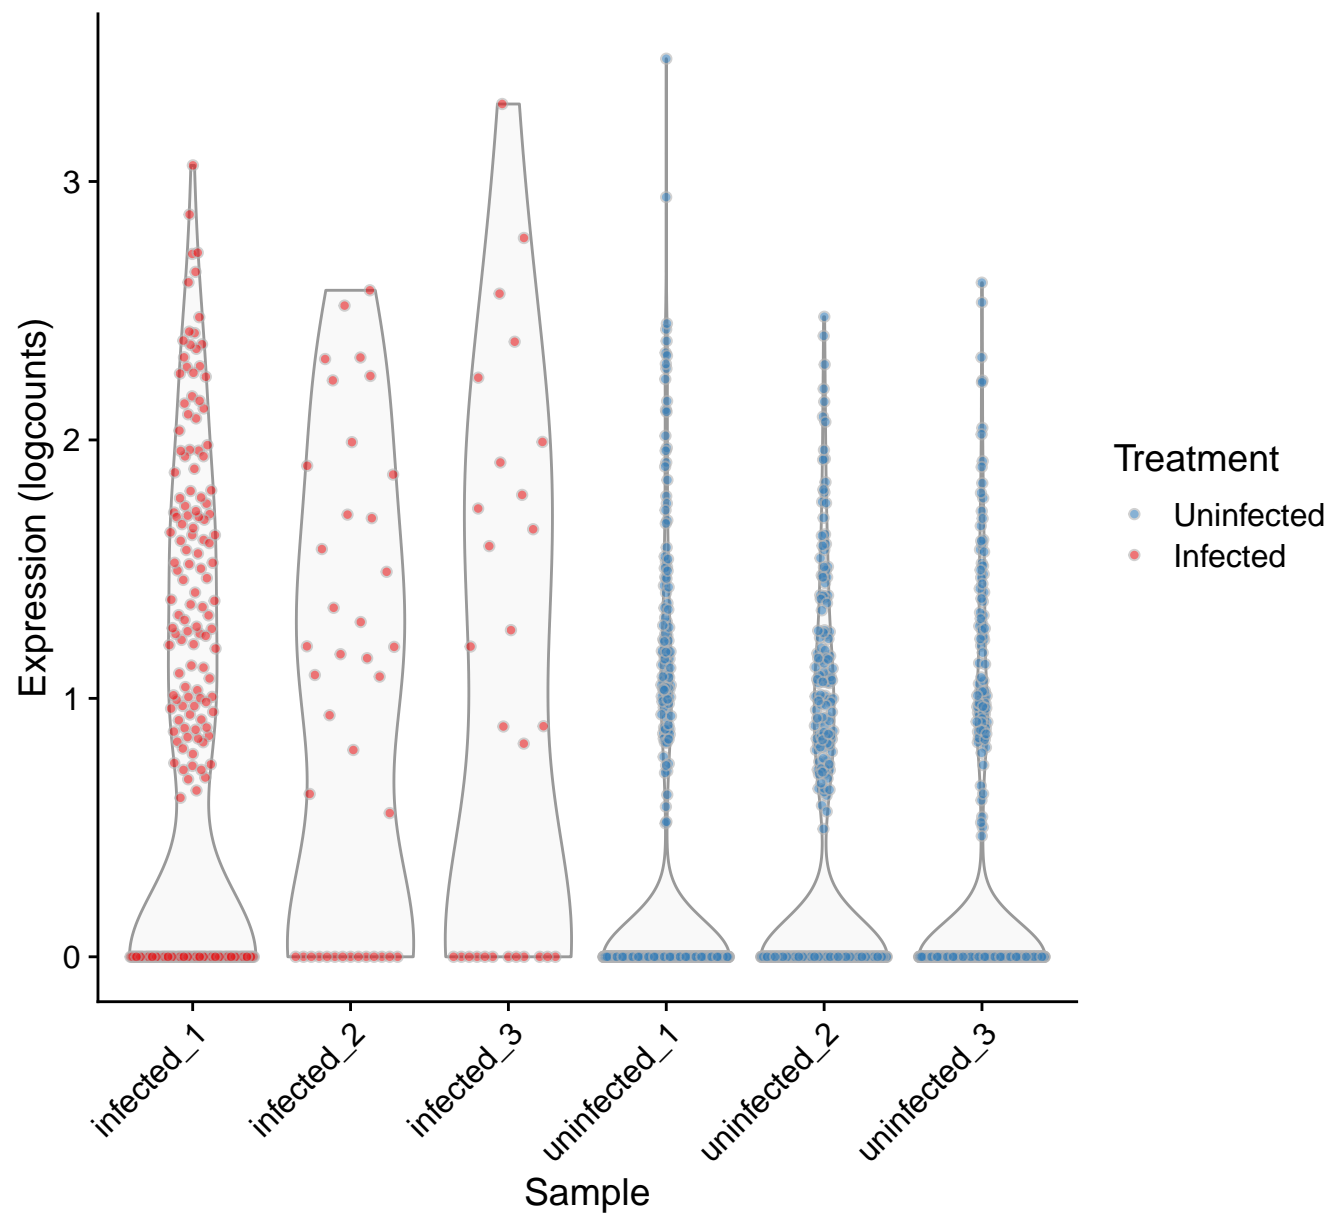 Expression (logcounts)
3
2
1
0
infected_1
infected_2
infected_3
uninfected_1
uninfected_2
uninfected_3
Sample
Treatment
Uninfected
Infected